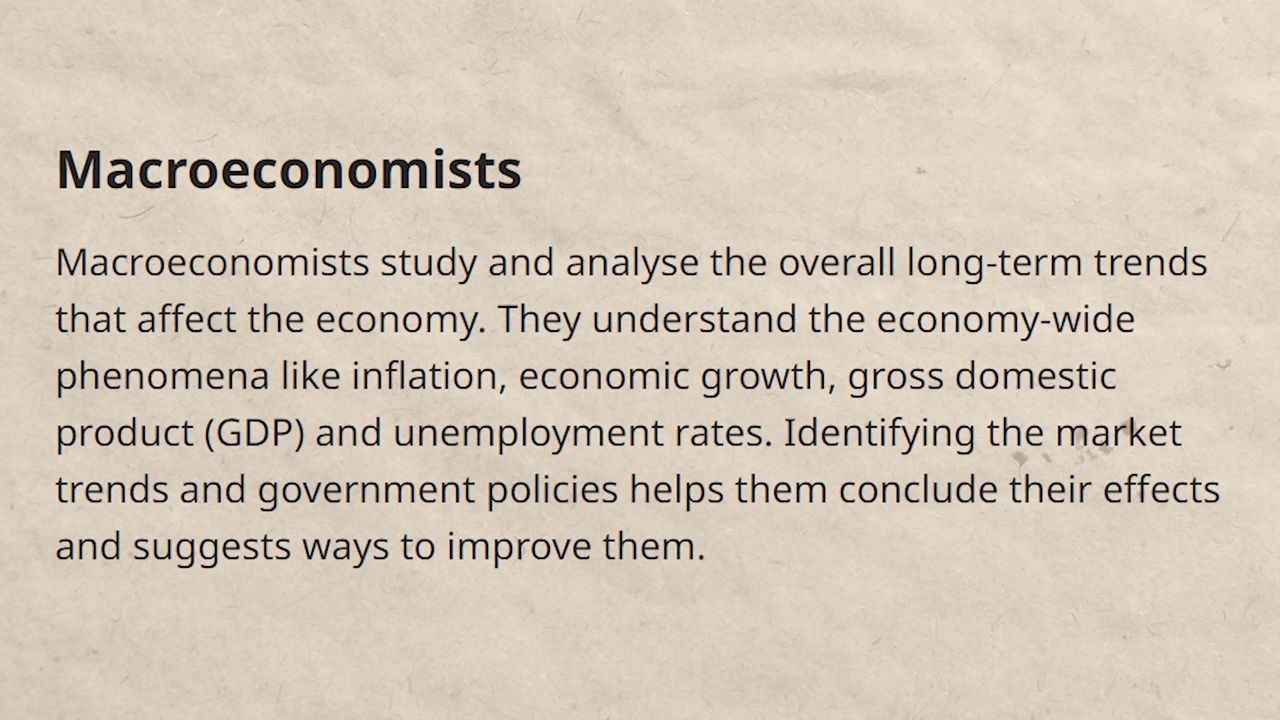 Macroeconomists
Macroeconomists study and analyse the overall long-term trends
that affect the economy. They understand the economy-wide
phenomena like inflation, economic growth, gross domestic
product (GDP) and unemployment rates. Identifying the market
trends and government policies helps them conclude their effects
and suggests ways to improve them.